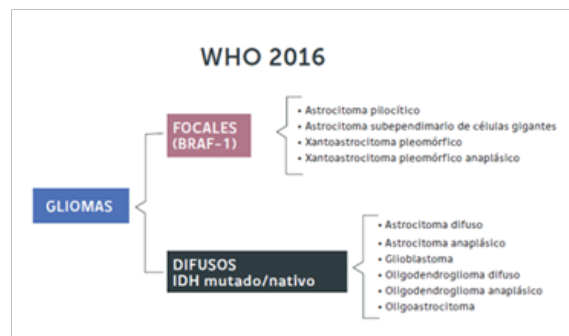 WHO 2016
FOCALES
(BRAF-1)
• Astrocitoma pilocítico
• Astrocitoma subependimario de células gigantes
• Xantoastrocitoma pleomórfico
• Xantoastrocitoma pleomórfico anaplásico
GLIOMAS
DIFUSOS
IDH mutado/nativo
• Astrocitoma difuso
• Astrocitoma anaplásico
• Glioblastoma
• Oligodendroglioma difuso
• Oligodendroglioma anaplásico
• Oligoastrocitoma